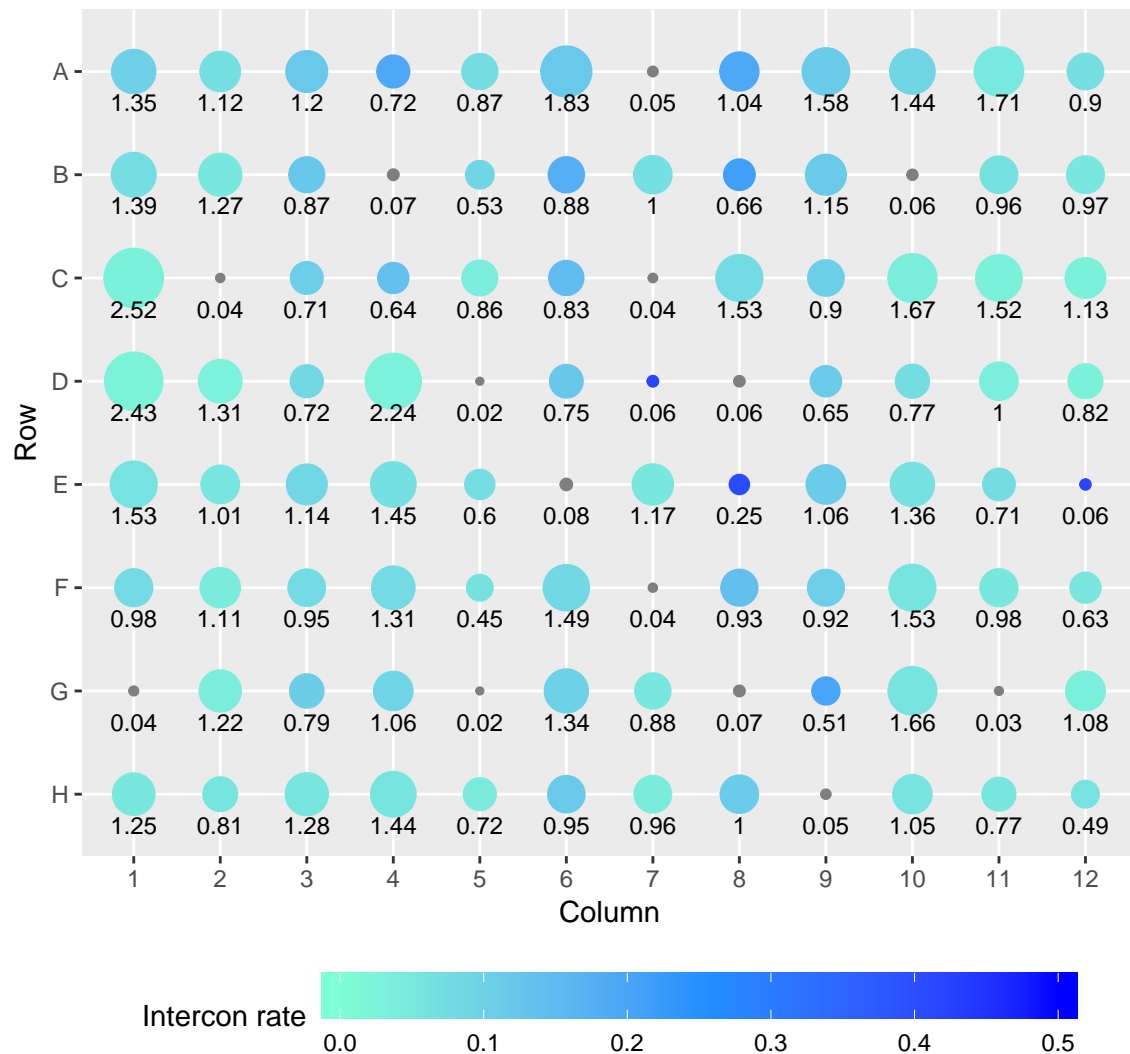 A
1.35 1.12 1.2 0.72 0.87 1.83 0.05 1.04 1.58 1.44 1.71 0.9
B
1.39 1.27 0.87 0.07 0.53 0.88 1 0.66 1.15 0.06 0.96 0.97
C
2.52 0.04 0.71 0.64 0.86 0.83 0.04 1.53 0.9 1.67 1.52 1.13
D
2.43 1.31 0.72 2.24 0.02 0.75 0.06 0.06 0.65 0.77 1 0.82
Row
E
1.53 1.01 1.14 1.45 0.6 0.08 1.17 0.25 1.06 1.36 0.71 0.06
F
0.98 1.11 0.95 1.31 0.45 1.49 0.04 0.93 0.92 1.53 0.98 0.63
G
0.04 1.22 0.79 1.06 0.02 1.34 0.88 0.07 0.51 1.66 0.03 1.08
H
1.25 0.81 1.28 1.44 0.72 0.95 0.96 1 0.05 1.05 0.77 0.49
1 2 3 4 5 6 7 8 9 10 11 12
Column
Intercon rate
0.0 0.1 0.2 0.3 0.4 0.5